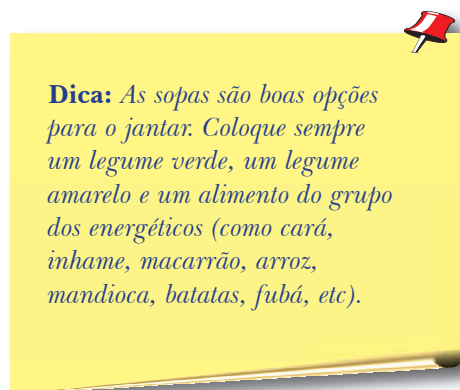 Dica: As sopas são boas opções
para o jantar. Coloque sempre
um legume verde, um legume
amarelo e um alimento do grupo
dos energéticos (como cará,
inhame, macarrão, arroz,
mandioca, batatas, fubá, etc).